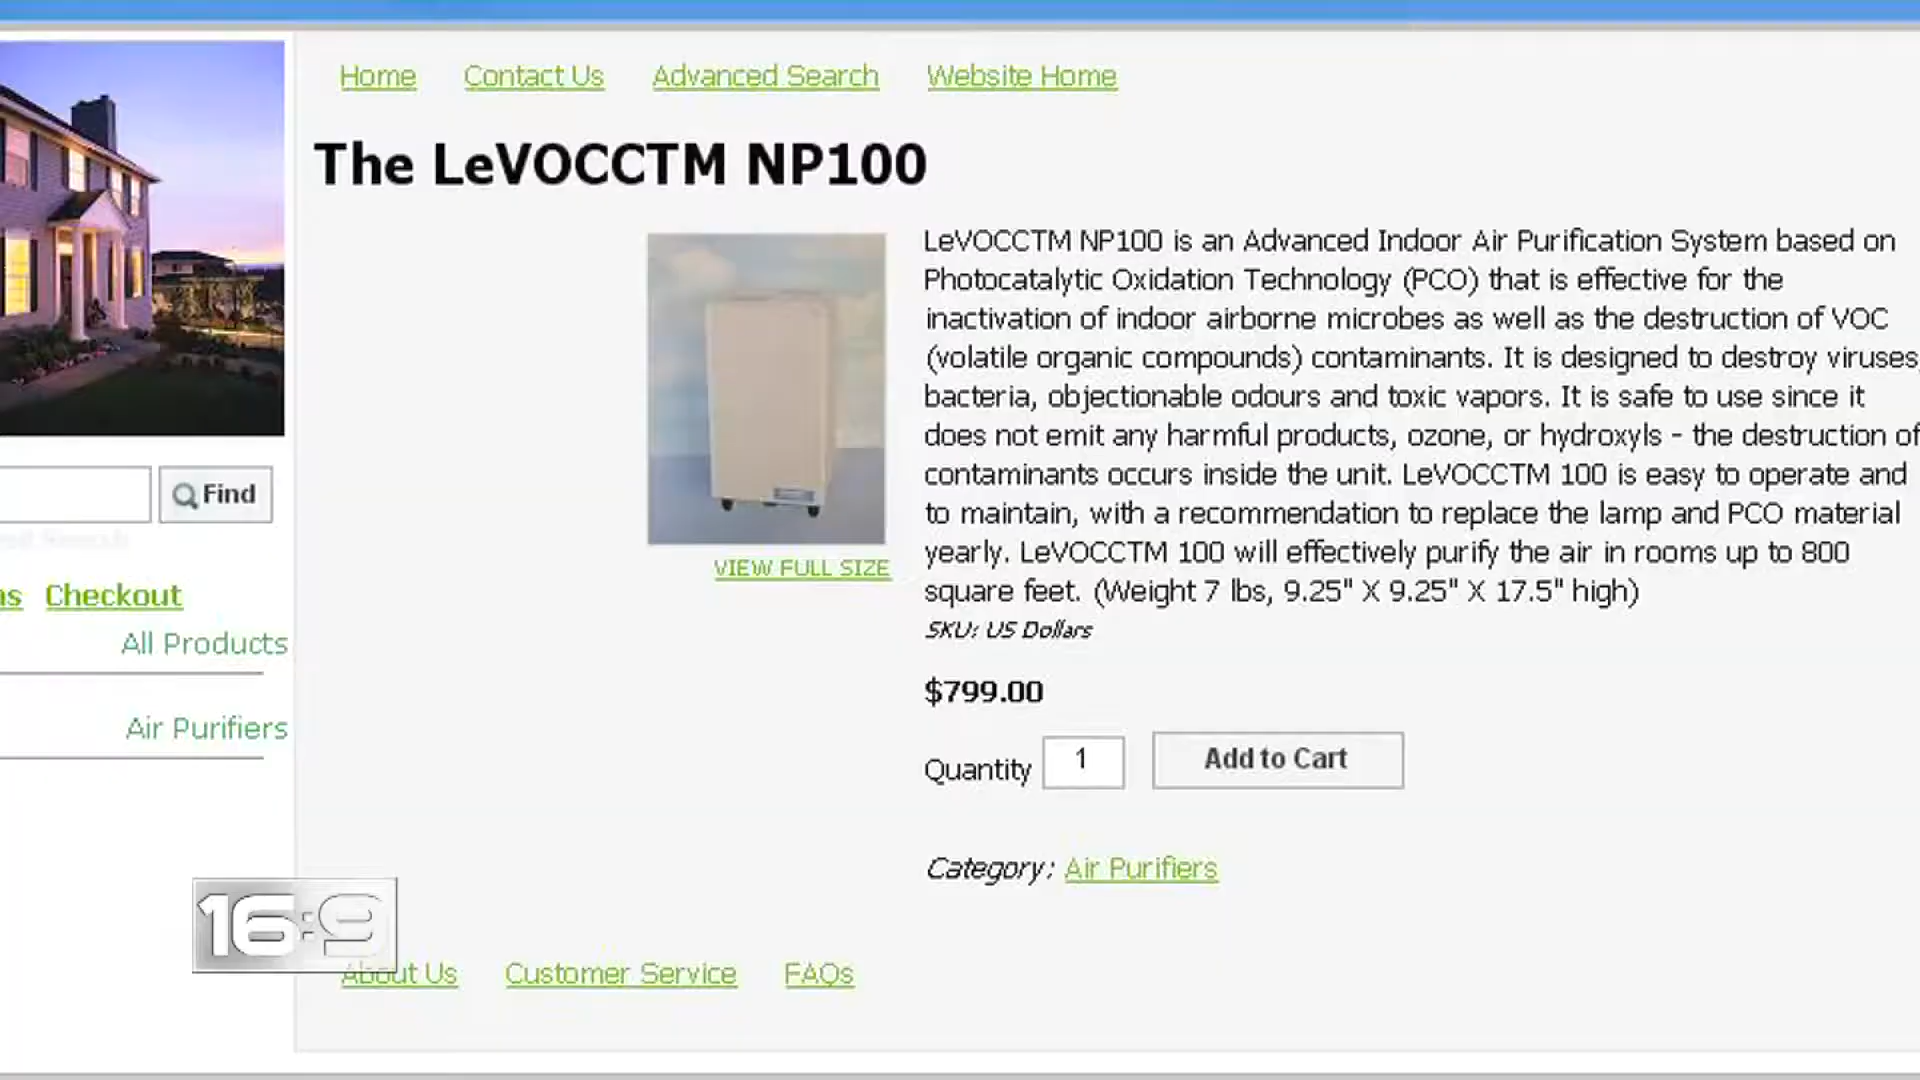 Home Contact Us Advanced Search Website Home
The LeVOCCTM NP100
LeVOCCTM NP100 is an Advanced Indoor Air Purification System based on
Photocatalytic Oxidation Technology (PCO) that is effective for the
inactivation of indoor airborne microbes as well as the destruction of VOC
(volatile organic compounds) contaminants. It is designed to destroy viruses,
bacteria, objectionable odours and toxic vapors. It is safe to use since it
does not emit any harmful products, ozone, or hydroxyls - the destruction of
contaminants occurs inside the unit. LeVOCCTM 100 is easy to operate and
to maintain, with a recommendation to replace the lamp and PCO material
yearly. LeVOCCTM 100 will effectively purify the air in rooms up to 800
square feet. (Weight 7 lbs, 9.25" X 9.25" X 17.5" high)
SKU: US Dollars
VIEW FULL SIZE
$799.00
Quantity 1 Add to Cart
Category: Air Purifiers
Find
Checkout
All Products
Air Purifiers
16:9
About Us Customer Service FAQs